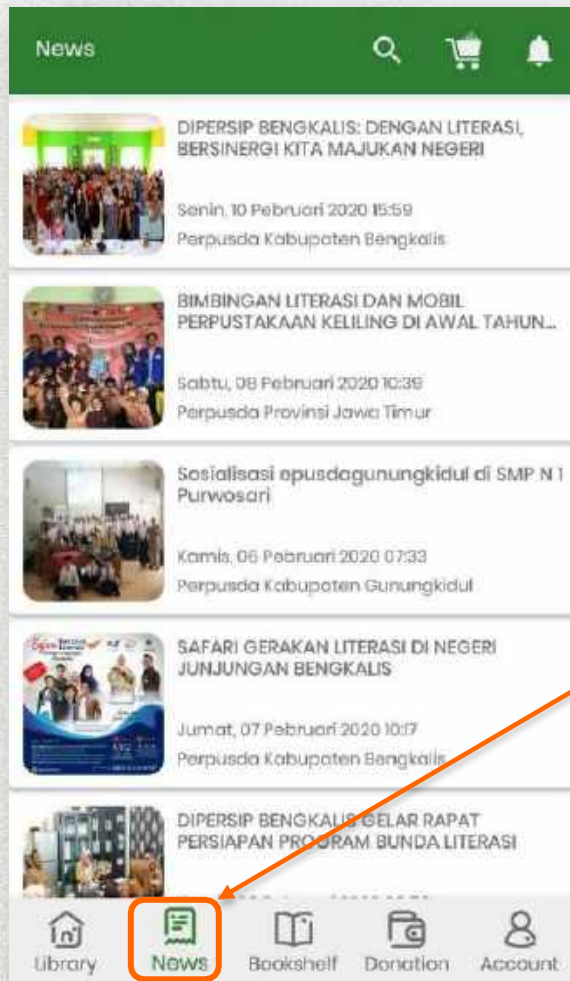 News
DIPERSIP BENGKALIS: DENGAN LITERASI,
BERSINERGI KITA MAJUKAN NEGERI
Senin, 10 Pebruari 2020 15:59
Perpusda Kabupaten Bengkalis
BIMBINGAN LITERASI DAN MOBIL
PERPUSTAKAAN KELILING DI AWAL TAHUN...
Sabtu, 08 Pebruari 2020 10:39
Perpusda Provinsi Jawa Timur
Sosialisasi epusdagunungkidul di SMP N 1
Purwosari
Kamis, 06 Pebruari 2020 07:33
Perpusda Kabupaten Gunungkidul
SAFARI GERAKAN LITERASI DI NEGERI
JUNJUNGAN BENGKALIS
Jumat, 07 Pebruari 2020 10:17
Perpusda Kabupaten Bengkalis
DIPERSIP BENGKALIS GELAR RAPAT
PERSIAPAN PROGRAM BUNDA LITERASI
Library
News
Bookshelf
Donation
Account